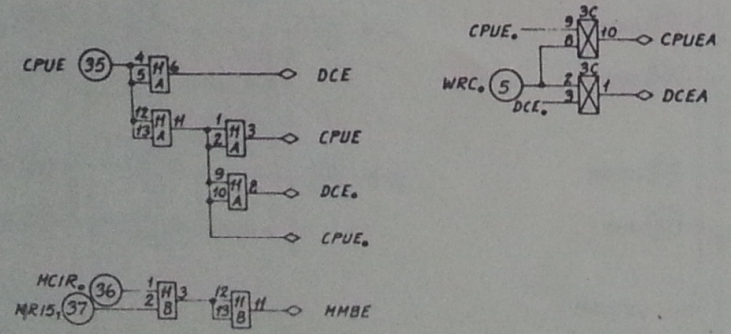 CPUE 35 4 5 H A 6 DCE
12 13 H A 11 1 2 H A 3 CPUE
9 10 H A 8 DCE.
CPUE.
MCIR. 36 1 2 H B 3 12 13 11 B 11 MMBE
MR15, 37
CPUE. 9 8 3C 10 CPUEA
WRC. 5 2 3 3C 1 DCEA
DCE.